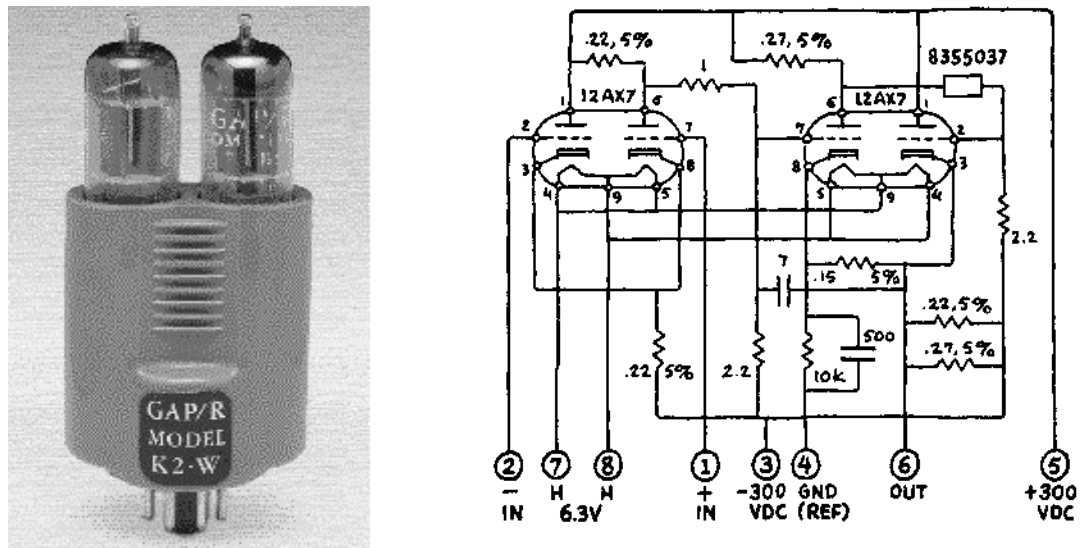 GAP/R
MODEL
K2-W
.22, 5%
.27, 5%
1
8355037
12AX7
12AX7
1
6
6
1
2
7
7
2
3
8
8
3
4
9
5
5
9
4
2.2
.15
5%
7
.22, 5%
.22
5%
2.2
10K
500
.27, 5%
2
7
8
1
3
4
6
5
–
H
H
+
-300
GND
OUT
+300
IN
6.3V
IN
VDC
(REF)
VDC